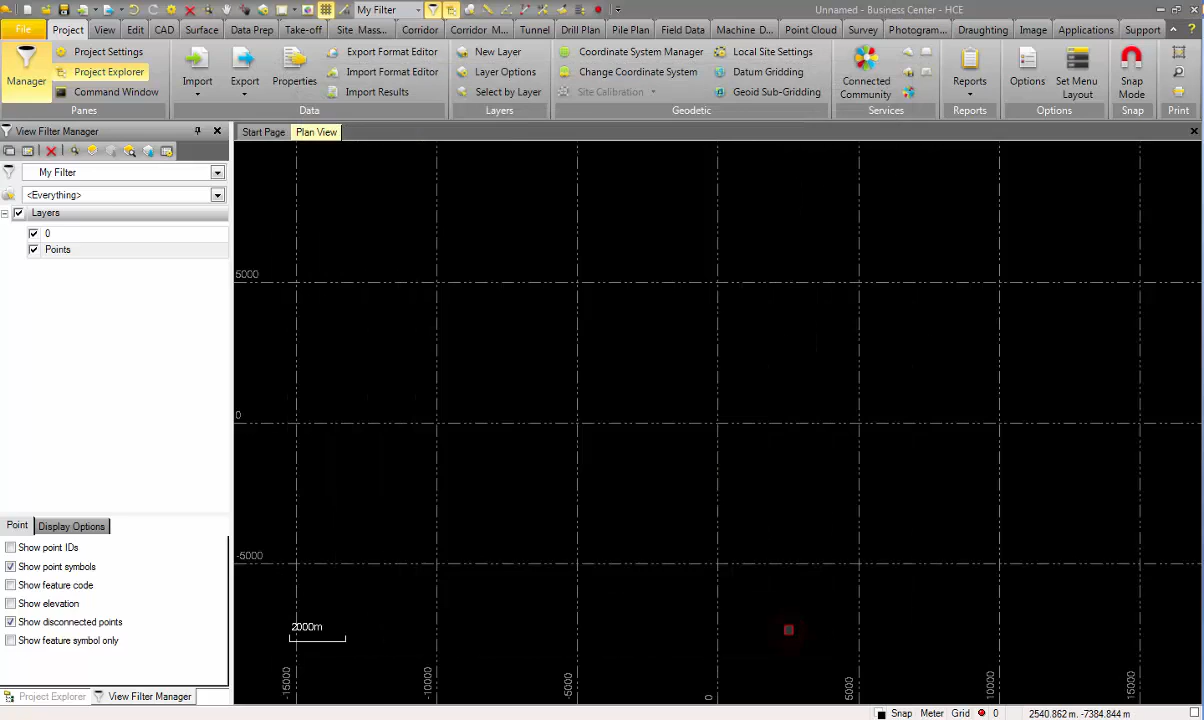 My Filter
Unnamed - Business Center - HCE
File Project View Edit CAD Surface Data Prep Take-off Site Mass... Corridor Corridor M... Tunnel Drill Plan Pile Plan Field Data Machine D... Point Cloud Survey Photogram... Draughting Image Applications Support
Manager
Project Settings
Project Explorer
Command Window
Panes
Import
Export
Properties
Export Format Editor
Import Format Editor
Import Results
Data
New Layer
Layer Options
Select by Layer
Layers
Coordinate System Manager
Change Coordinate System
Site Calibration
Local Site Settings
Datum Gridding
Geoid Sub-Gridding
Geodetic
Connected Community
Services
Reports
Reports
Options
Set Menu Layout
Options
Snap Mode
Snap
Print
View Filter Manager
Start Page
Plan View
My Filter
<Everything>
Layers
0
Points
5000
0
-5000
2000m
-15000
-10000
-5000
0
5000
10000
15000
Point
Display Options
Show point IDs
Show point symbols
Show feature code
Show elevation
Show disconnected points
Show feature symbol only
Project Explorer
View Filter Manager
Snap Meter Grid 0 2540.862 m. -7384.844 m